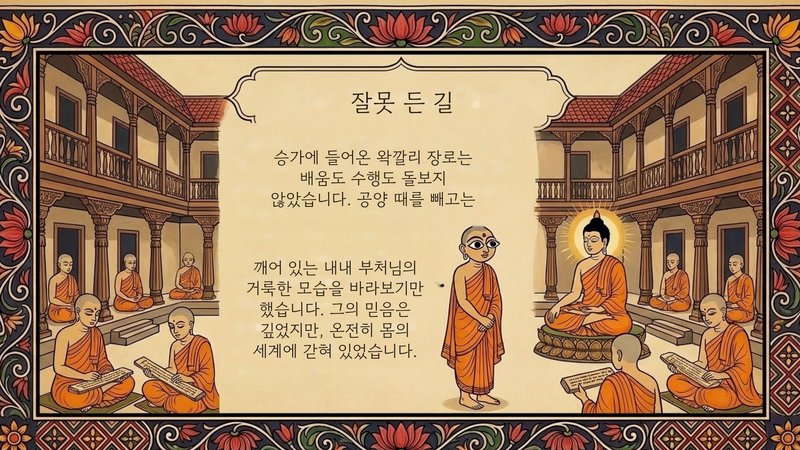 잘못 든 길
승가에 들어온 왁깔리 장로는
배움도 수행도 돌보지
않았습니다. 공양 때를 빼고는
깨어 있는 내내 부처님의
거룩한 모습을 바라보기만
했습니다. 그의 믿음은
깊었지만, 온전히 몸의
세계에 갇혀 있었습니다.